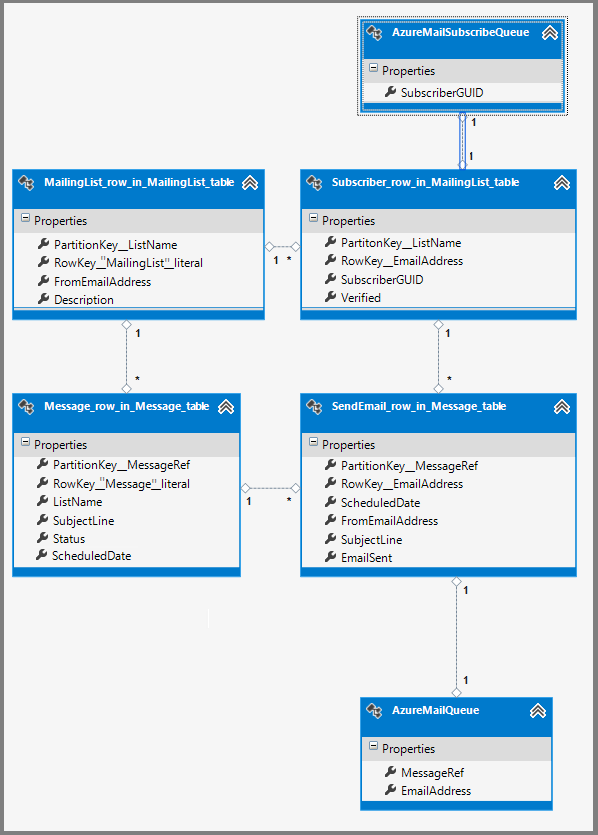 AzureMailSubscribeQueue
Properties
SubscriberGUID
1
1
MailingList_row_in_MailingList_table
Properties
PartitionKey__ListName
RowKey_"MailingList"_literal
FromEmailAddress
Description
1 *
Subscriber_row_in_MailingList_table
Properties
PartitonKey__ListName
RowKey__EmailAddress
SubscriberGUID
Verified
1
*
1
*
Message_row_in_Message_table
Properties
PartitionKey__MessageRef
RowKey_"Message"_literal
ListName
SubjectLine
Status
ScheduledDate
1 *
SendEmail_row_in_Message_table
Properties
PartitionKey__MessageRef
RowKey__EmailAddress
ScheduledDate
FromEmailAddress
SubjectLine
EmailSent
1
1
AzureMailQueue
Properties
MessageRef
EmailAddress